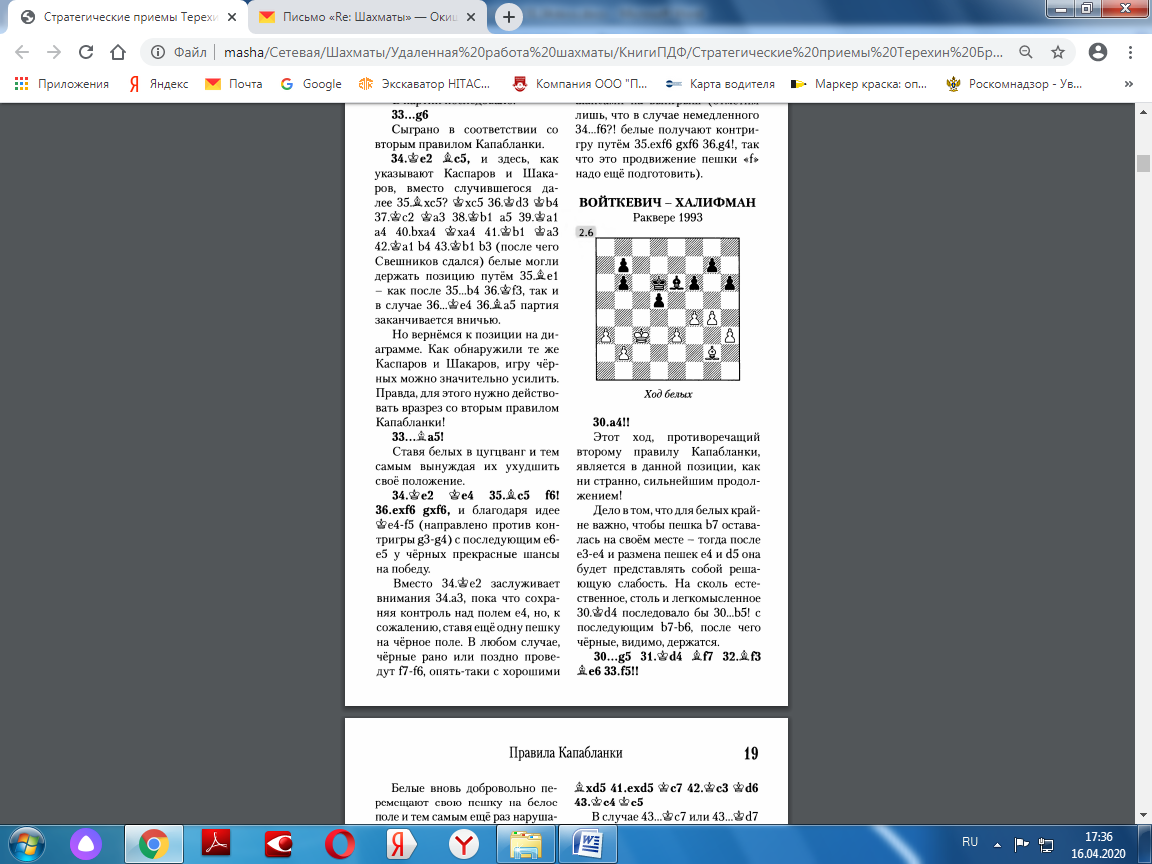 Стратегические приемы Терехин
Письмо «Re: Шахматы» — Окиш
Файл
masha/Сетевая/Шахматы/Удаленная%20работа%20шахматы/КнигиПДФ/Стратегические%20приемы%20Терехин%20Бр...
Приложения
Яндекс
Почта
Google
Экскаватор HITAC...
Компания ООО "П...
Карта водителя
Маркер краска: оп...
Роскомнадзор - Ув...
»
33...g6
Сыграно в соответствии со
вторым правилом Капабланки.
34.♔e2 ♗c5, и здесь, как
указывают Каспаров и Шака-
ров, вместо случившегося да-
лее 35.♗xc5? ♔xc5 36.♔d3 ♔b4
37.♔c2 ♔a3 38.♔b1 a5 39.♔a1
a4 40.bxa4 ♔xa4 41.♔b1 ♔a3
42.♔a1 b4 43.♔b1 b3 (после чего
Свешников сдался) белые могли
держать позицию путём 35.♗e1
– как после 35...b4 36.♔f3, так и
в случае 36...♔e4 36.♗a5 партия
заканчивается вничью.
Но вернёмся к позиции на ди-
аграмме. Как обнаружили те же
Каспаров и Шакаров, игру чёр-
ных можно значительно усилить.
Правда, для этого нужно действо-
вать вразрез со вторым правилом
Капабланки!
33...♗a5!
Ставя белых в цугцванг и тем
самым вынуждая их ухудшить
своё положение.
34.♔e2 ♔e4 35.♗c5 f6!
36.exf6 gxf6, и благодаря идее
♔e4-f5 (направлено против кон-
тригры g3-g4) с последующим e6-
e5 у чёрных прекрасные шансы
на победу.
Вместо 34.♔e2 заслуживает
внимания 34.a3, пока что сохра-
няя контроль над полем e4, но, к
сожалению, ставя ещё одну пешку
на чёрное поле. В любом случае,
чёрные рано или поздно прове-
дут f7-f6, опять-таки с хорошими
лишь, что в случае немедленного
34...f6?! белые получают контри-
гру путём 35.exf6 gxf6 36.g4!, так
что это продвижение пешки «f»
надо ещё подготовить).
ВОЙТКЕВИЧ – ХАЛИФМАН
Раквере 1993
2.6
Ход белых
30.a4!!
Этот ход, противоречащий
второму правилу Капабланки,
является в данной позиции, как
ни странно, сильнейшим продол-
жением!
Дело в том, что для белых край-
не важно, чтобы пешка b7 остава-
лась на своём месте – тогда после
e3-e4 и размена пешек e4 и d5 она
будет представлять собой реша-
ющую слабость. На сколь есте-
ственное, столь и легкомысленное
30.♔d4 последовало бы 30...b5! с
последующим b7-b6, после чего
чёрные, видимо, держатся.
30...g5 31.♔d4 ♗f7 32.♗f3
♗e6 33.f5!!
Правила Капабланки
19
Белые вновь добровольно пе-
ремещают свою пешку на белое
поле и тем самым ещё раз наруша-
♗xd5 41.exd5 ♔c7 42.♔c3 ♔d6
43.♔c4 ♔c5
В случае 43...♔c7 или 43...♔d7
RU
17:36
16.04.2020